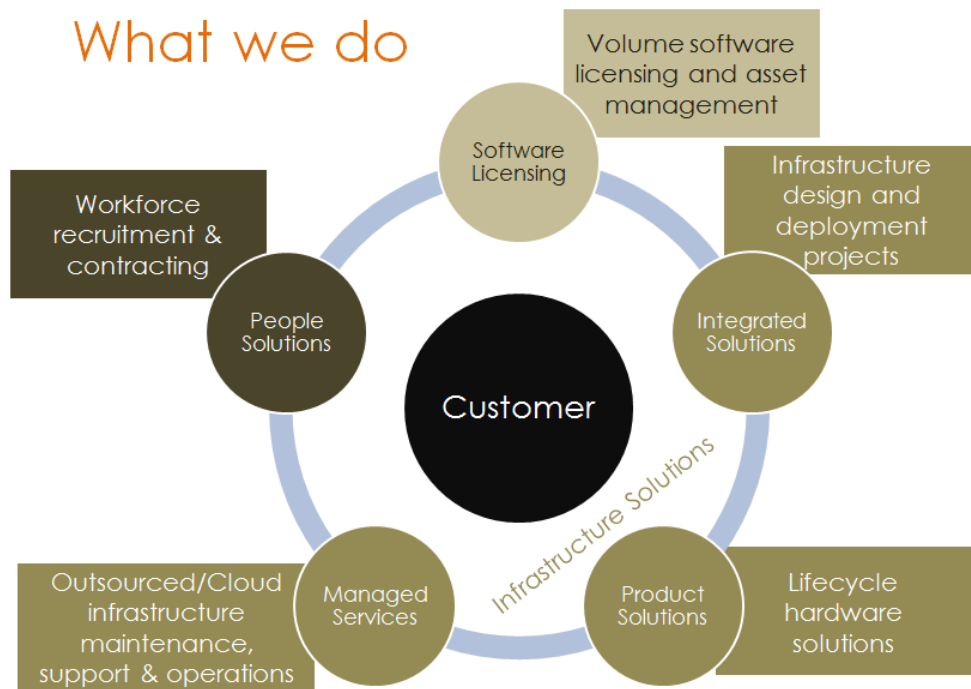 What we do
Volume software
licensing and asset
management
Software
Licensing
Infrastructure
design and
deployment
projects
Workforce
recruitment &
contracting
People
Solutions
Integrated
Solutions
Customer
Infrastructure Solutions
Outsourced/Cloud
infrastructure
maintenance,
support & operations
Managed
Services
Product
Solutions
Lifecycle
hardware
solutions